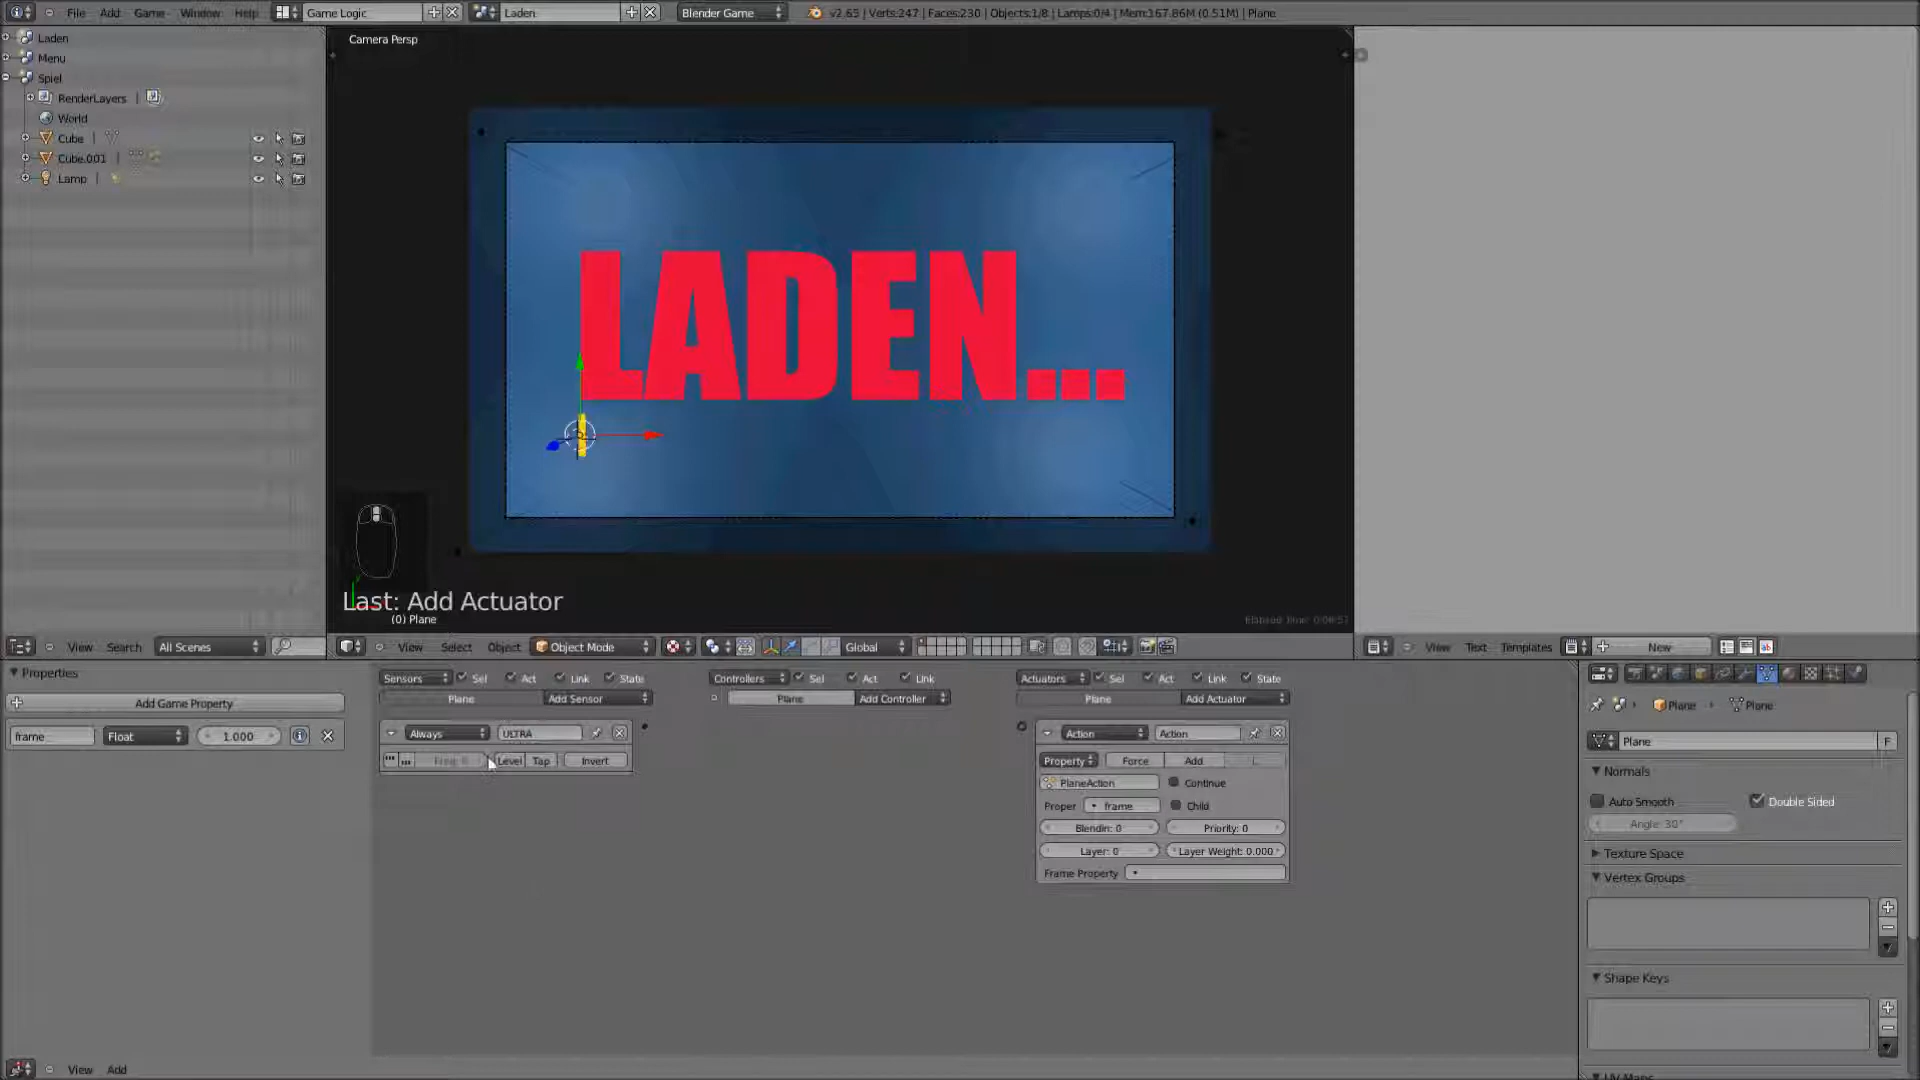 File Add Game Window Help Game Logic Laden Blender Game v2.65 | Verts:247 | Faces:230 | Objects:1/8 | Lamps:0/4 | Mem:167.86M (0.51M) | Plane
Laden
Menu
Spiel
RenderLayers |
World
Cube |
Cube.001 |
Lamp |
Camera Persp
LADEN...
Last: Add Actuator
(0) Plane
View Search All Scenes
View Select Object Object Mode Global
View Text Templates New
Properties
Add Game Property
frame Float 1.000
Sensors Sel Act Link State
Plane Add Sensor
Always ULTRA
Level Tap Invert
Controllers Sel Act Link
Plane Add Controller
Actuators Sel Act Link State
Plane Add Actuator
Action Action
Property Force Add L
PlaneAction Continue
Proper frame Child
Blendin: 0 Priority: 0
Layer: 0 Layer Weight: 0.000
Frame Property
Plane Plane
Plane F
Normals
Auto Smooth Double Sided
Angle: 30°
Texture Space
Vertex Groups
Shape Keys
View Add